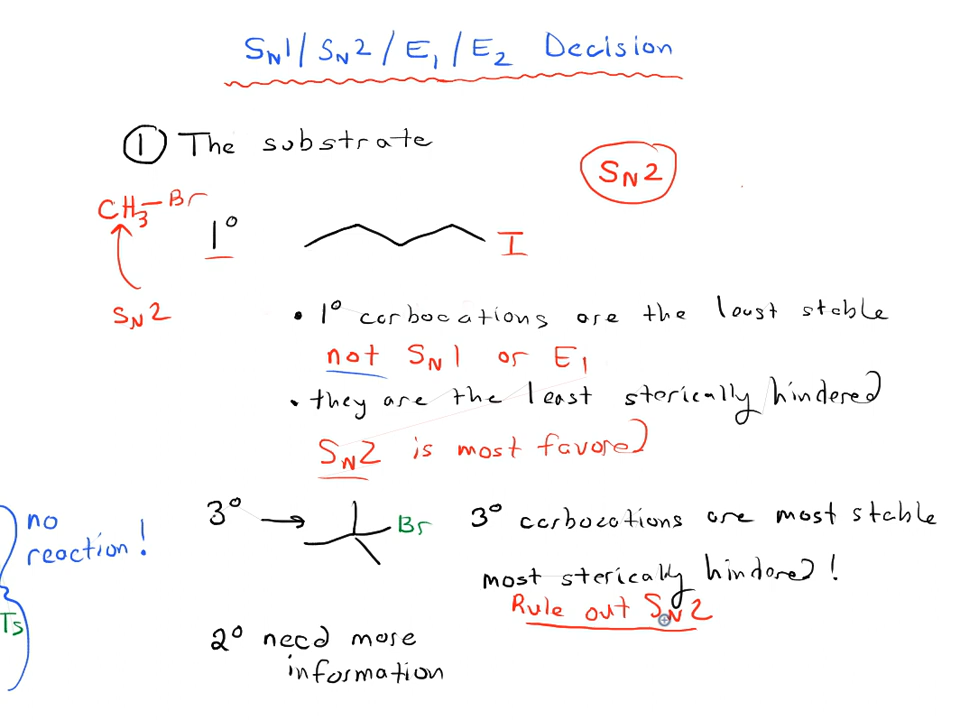 SN1 / SN2 / E1 / E2 Decision
① The substrate
SN2
CH3-Br
1° I
SN2
• 1° carbocations are the least stable
not SN1 or E1
• they are the least sterically hindered
SN2 is most favored
no
reaction!
3° → Br 3° carbocations are most stable
most sterically hindered!
Rule out SN2
Ts
2° need more
information